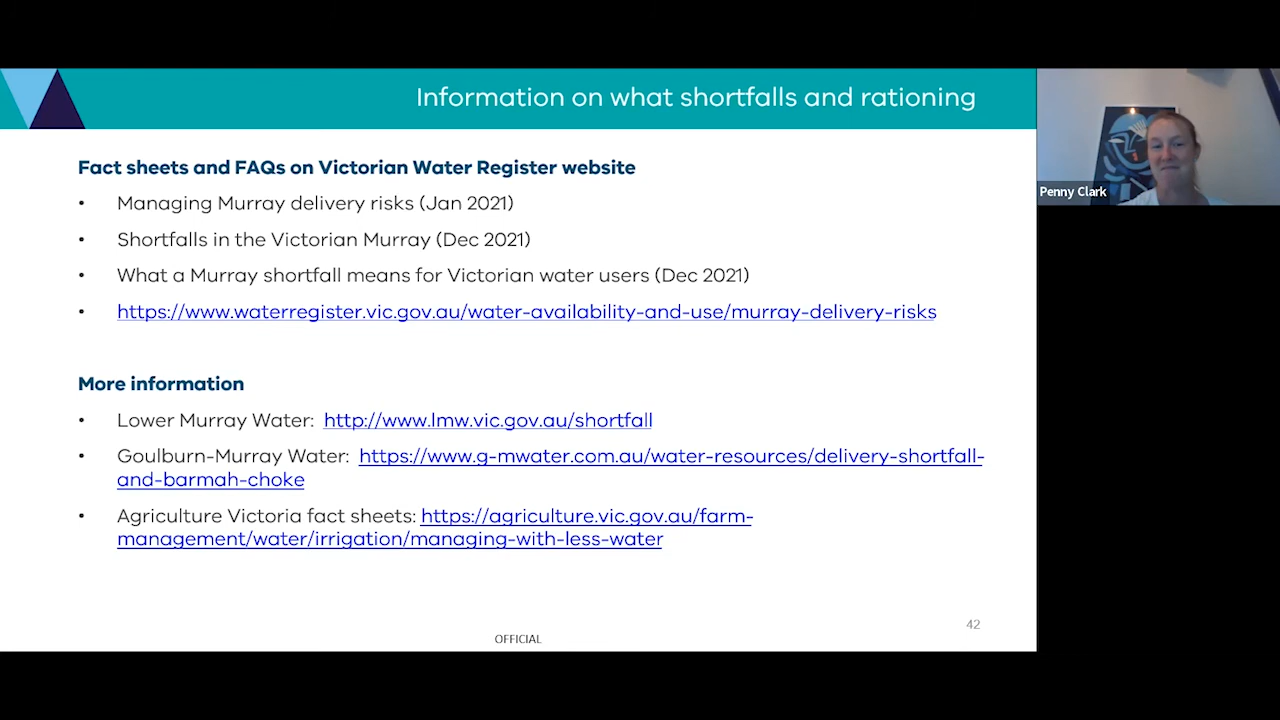 Information on what shortfalls and rationing
Fact sheets and FAQs on Victorian Water Register website
• Managing Murray delivery risks (Jan 2021)
• Shortfalls in the Victorian Murray (Dec 2021)
• What a Murray shortfall means for Victorian water users (Dec 2021)
• https://www.waterregister.vic.gov.au/water-availability-and-use/murray-delivery-risks
More information
• Lower Murray Water: http://www.lmw.vic.gov.au/shortfall
• Goulburn-Murray Water: https://www.g-mwater.com.au/water-resources/delivery-shortfall-
and-barmah-choke
• Agriculture Victoria fact sheets: https://agriculture.vic.gov.au/farm-
management/water/irrigation/managing-with-less-water
42
OFFICIAL
Penny Clark